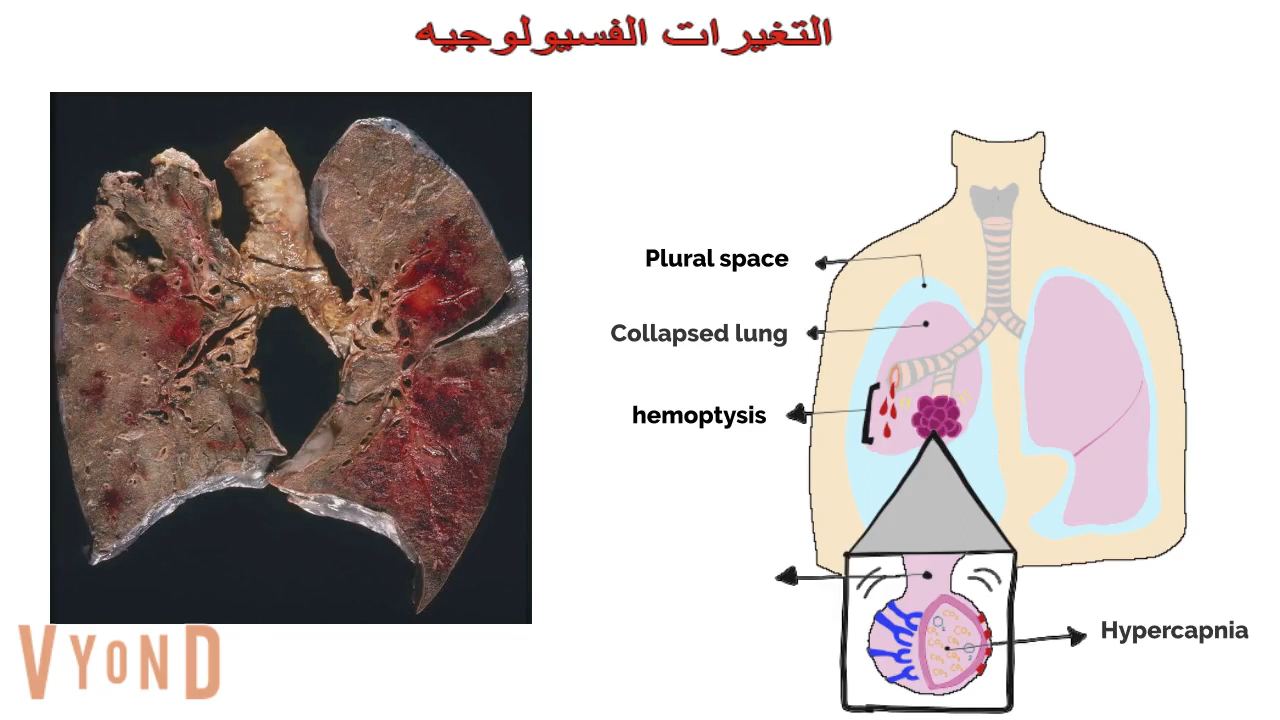 التغيرات الفسيولوجيه
Plural space
Collapsed lung
hemoptysis
Hypercapnia
VYOND